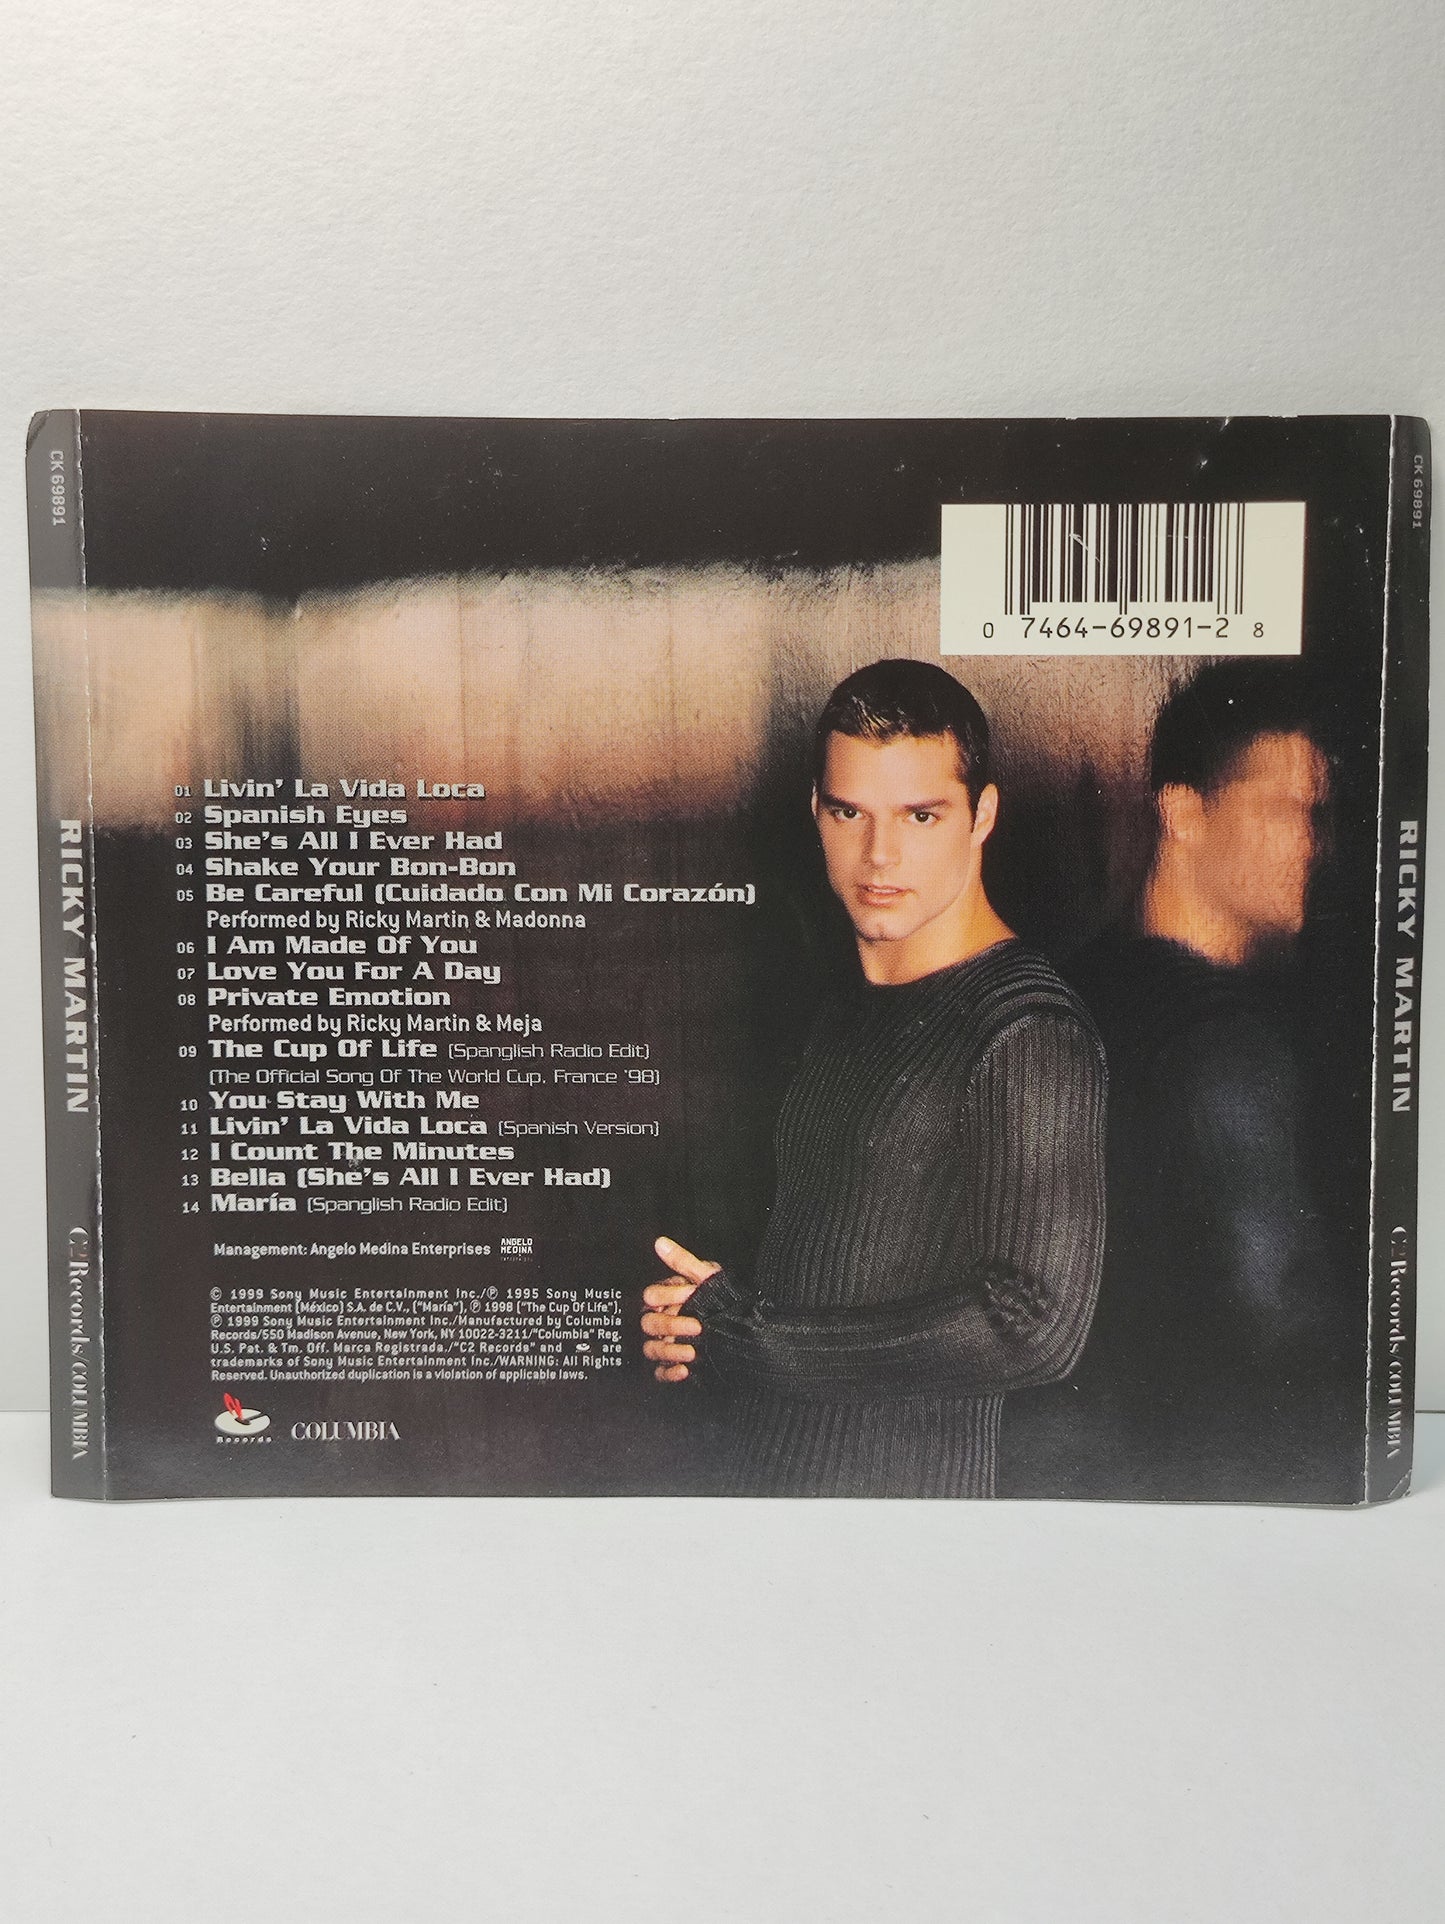 CK 69891
RICKY MARTIN
C2Records/COLUMBIA
0 7464-69891-2 8
01 Livin' La Vida Loca
02 Spanish Eyes
03 She's All I Ever Had
04 Shake Your Bon-Bon
05 Be Careful (Cuidado Con Mi Corazón)
Performed by Ricky Martin & Madonna
06 I Am Made Of You
07 Love You For A Day
08 Private Emotion
Performed by Ricky Martin & Meja
09 The Cup Of Life (Spanglish Radio Edit)
(The Official Song Of The World Cup, France '98)
10 You Stay With Me
11 Livin' La Vida Loca (Spanish Version)
12 I Count The Minutes
13 Bella (She's All I Ever Had)
14 María (Spanglish Radio Edit)
Management: Angelo Medina Enterprises
ANGELO
MEDINA
© 1999 Sony Music Entertainment Inc./℗ 1995 Sony Music
Entertainment (México) S.A. de C.V., ("María"), ℗ 1998 ("The Cup Of Life"),
℗ 1999 Sony Music Entertainment Inc./Manufactured by Columbia
Records/550 Madison Avenue, New York, NY 10022-3211/"Columbia" Reg.
U.S. Pat. & Tm. Off. Marca Registrada./"C2 Records" and are
trademarks of Sony Music Entertainment Inc./WARNING: All Rights
Reserved. Unauthorized duplication is a violation of applicable laws.
Records
COLUMBIA
CK 69891
RICKY MARTIN
C2Records/COLUMBIA